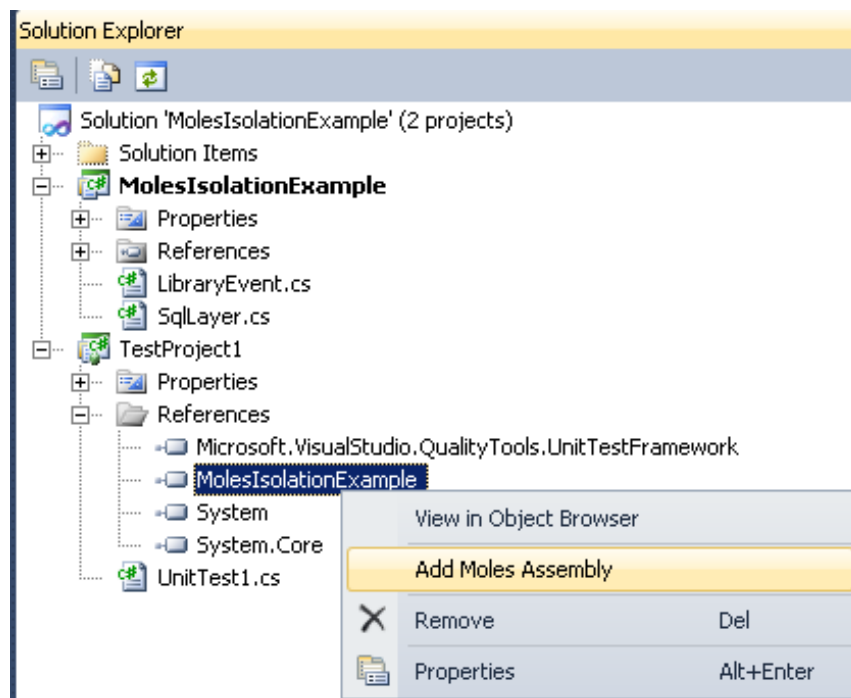 Solution Explorer
Solution 'MolesIsolationExample' (2 projects)
Solution Items
MolesIsolationExample
Properties
References
LibraryEvent.cs
SqlLayer.cs
TestProject1
Properties
References
Microsoft.VisualStudio.QualityTools.UnitTestFramework
MolesIsolationExample
System
System.Core
UnitTest1.cs
View in Object Browser
Add Moles Assembly
Remove Del
Properties Alt+Enter